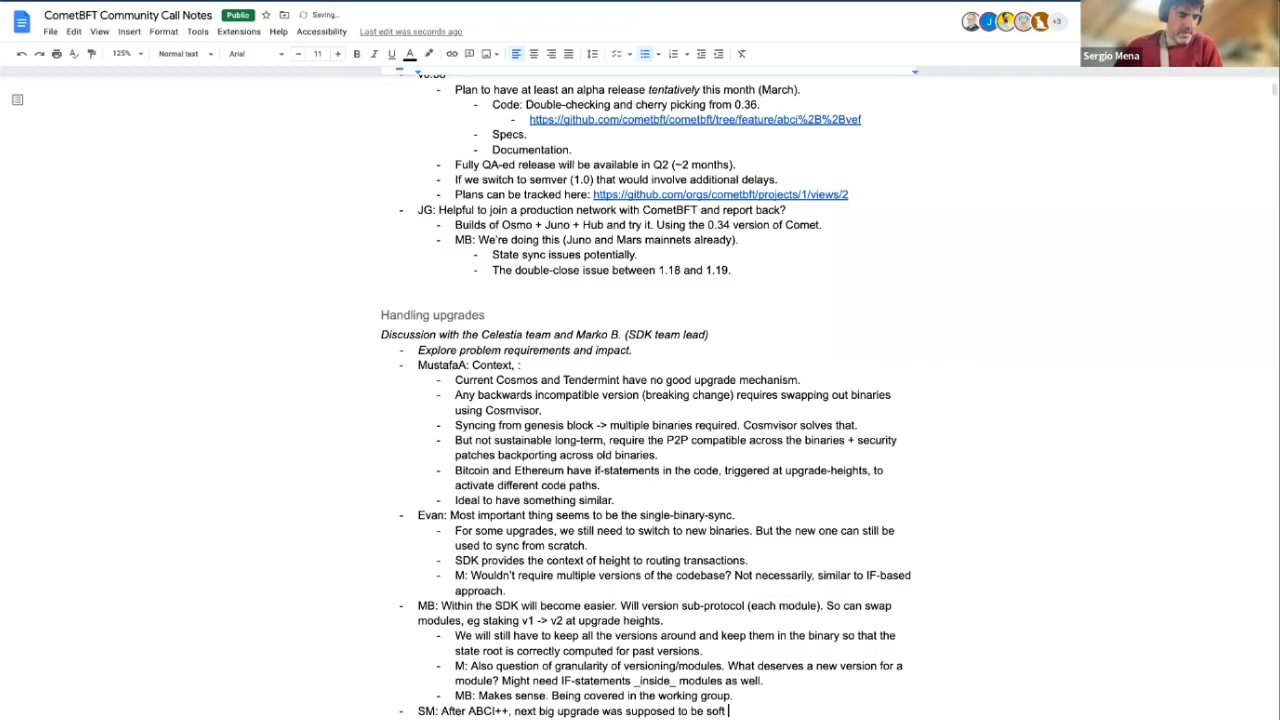 CometBFT Community Call Notes Public Saving...
File Edit View Insert Format Tools Extensions Help Accessibility Last edit was seconds ago
J +3
Sergio Mena
125% Normal text Arial 11
- Plan to have at least an alpha release tentatively this month (March).
- Code: Double-checking and cherry picking from 0.36.
- https://github.com/cometbft/cometbft/tree/feature/abci%2B%2Bvef
- Specs.
- Documentation.
- Fully QA-ed release will be available in Q2 (~2 months).
- If we switch to semver (1.0) that would involve additional delays.
- Plans can be tracked here: https://github.com/orgs/cometbft/projects/1/views/2
- JG: Helpful to join a production network with CometBFT and report back?
- Builds of Osmo + Juno + Hub and try it. Using the 0.34 version of Comet.
- MB: We're doing this (Juno and Mars mainnets already).
- State sync issues potentially.
- The double-close issue between 1.18 and 1.19.
Handling upgrades
Discussion with the Celestia team and Marko B. (SDK team lead)
- Explore problem requirements and impact.
- MustafaA: Context, :
- Current Cosmos and Tendermint have no good upgrade mechanism.
- Any backwards incompatible version (breaking change) requires swapping out binaries
using Cosmvisor.
- Syncing from genesis block -> multiple binaries required. Cosmvisor solves that.
- But not sustainable long-term, require the P2P compatible across the binaries + security
patches backporting across old binaries.
- Bitcoin and Ethereum have if-statements in the code, triggered at upgrade-heights, to
activate different code paths.
- Ideal to have something similar.
- Evan: Most important thing seems to be the single-binary-sync.
- For some upgrades, we still need to switch to new binaries. But the new one can still be
used to sync from scratch.
- SDK provides the context of height to routing transactions.
- M: Wouldn't require multiple versions of the codebase? Not necessarily, similar to IF-based
approach.
- MB: Within the SDK will become easier. Will version sub-protocol (each module). So can swap
modules, eg staking v1 -> v2 at upgrade heights.
- We will still have to keep all the versions around and keep them in the binary so that the
state root is correctly computed for past versions.
- M: Also question of granularity of versioning/modules. What deserves a new version for a
module? Might need IF-statements _inside_ modules as well.
- MB: Makes sense. Being covered in the working group.
- SM: After ABCI++, next big upgrade was supposed to be soft